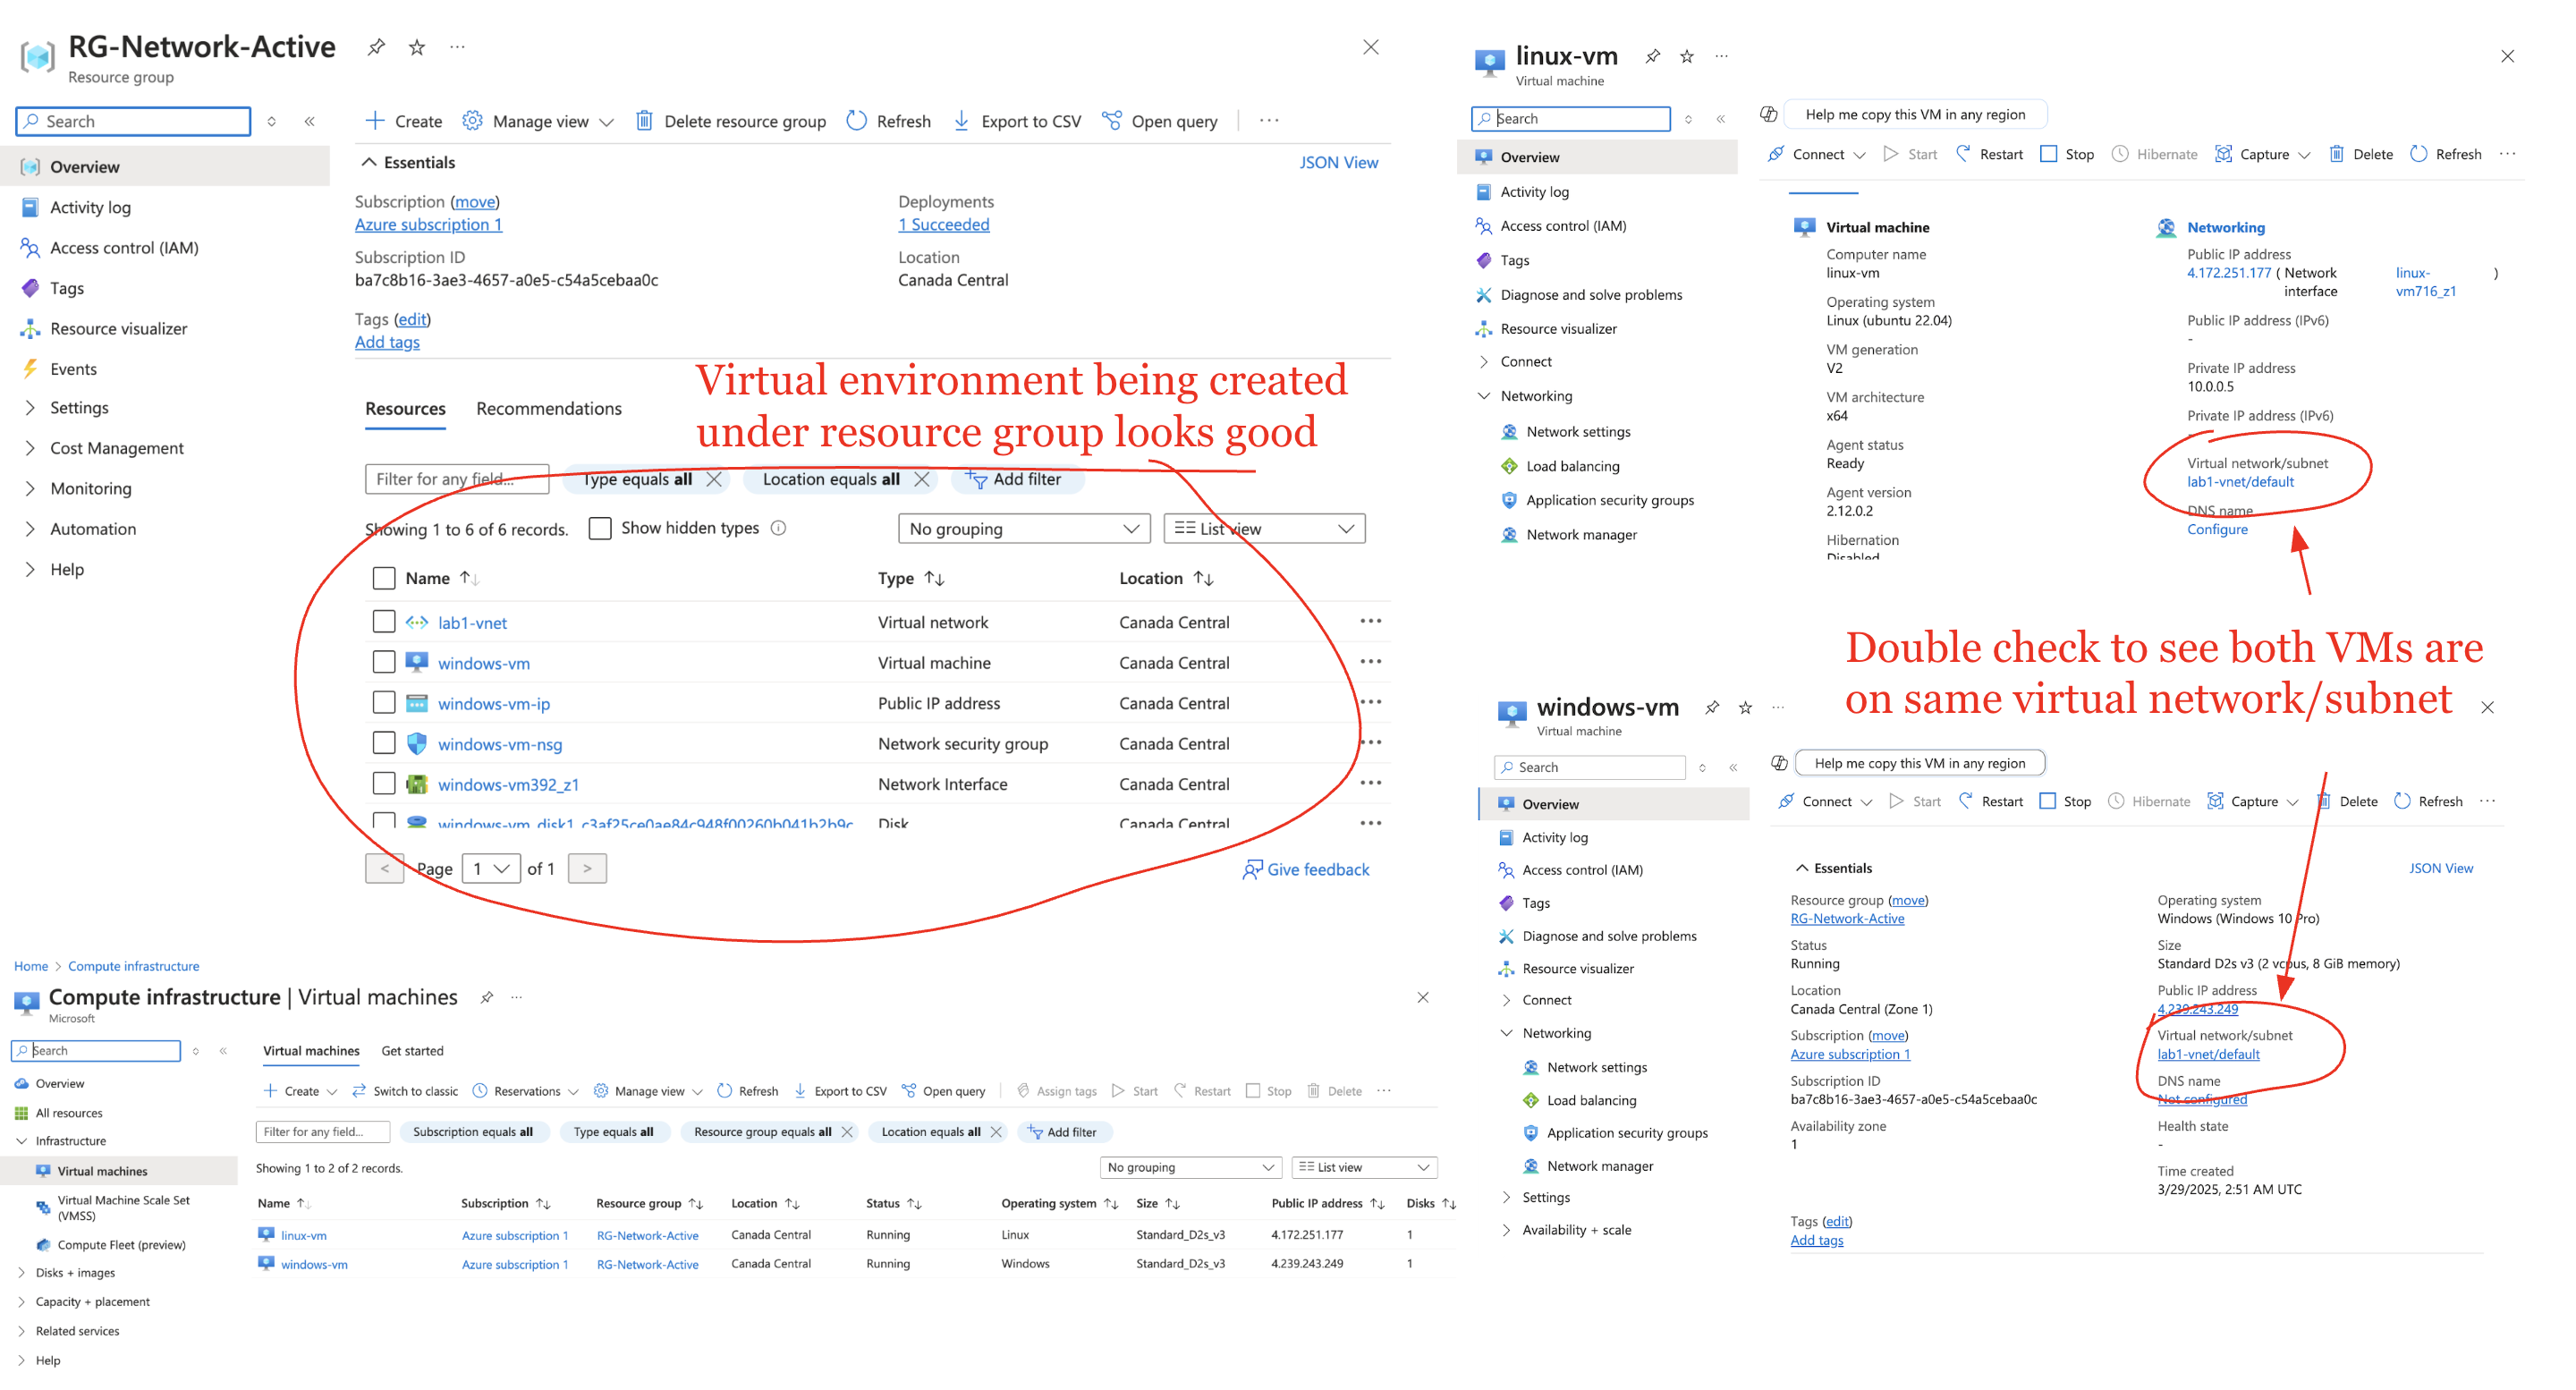 RG-Network-Active
Resource group
Search
Overview
Activity log
Access control (IAM)
Tags
Resource visualizer
Events
Settings
Cost Management
Monitoring
Automation
Help
Create Manage view Delete resource group Refresh Export to CSV Open query
Essentials JSON View
Subscription (move)
Azure subscription 1
Subscription ID
ba7c8b16-3ae3-4657-a0e5-c54a5cebaa0c
Deployments
1 Succeeded
Location
Canada Central
Tags (edit)
Add tags
Virtual environment being created
under resource group looks good
Resources Recommendations
Filter for any field... Type equals all Location equals all Add filter
Showing 1 to 6 of 6 records. Show hidden types No grouping List view
Name Type Location
lab1-vnet Virtual network Canada Central
windows-vm Virtual machine Canada Central
windows-vm-ip Public IP address Canada Central
windows-vm-nsg Network security group Canada Central
windows-vm392_z1 Network Interface Canada Central
windows-vm_disk1_c3af25ce0ae84c948f00260b041b2b9c Disk Canada Central
< Page 1 of 1 >
Give feedback
Home > Compute infrastructure
Compute infrastructure | Virtual machines
Microsoft
Search
Overview
All resources
Infrastructure
Virtual machines
Virtual Machine Scale Set
(VMSS)
Compute Fleet (preview)
Disks + images
Capacity + placement
Related services
Help
Virtual machines Get started
Create Switch to classic Reservations Manage view Refresh Export to CSV Open query Assign tags Start Restart Stop Delete
Filter for any field... Subscription equals all Type equals all Resource group equals all Location equals all Add filter
Showing 1 to 2 of 2 records. No grouping List view
Name Subscription Resource group Location Status Operating system Size Public IP address Disks
linux-vm Azure subscription 1 RG-Network-Active Canada Central Running Linux Standard_D2s_v3 4.172.251.177 1
windows-vm Azure subscription 1 RG-Network-Active Canada Central Running Windows Standard_D2s_v3 4.239.243.249 1
linux-vm
Virtual machine
Search
Overview
Activity log
Access control (IAM)
Tags
Diagnose and solve problems
Resource visualizer
Connect
Networking
Network settings
Load balancing
Application security groups
Network manager
Help me copy this VM in any region
Connect Start Restart Stop Hibernate Capture Delete Refresh
Virtual machine
Computer name
linux-vm
Operating system
Linux (ubuntu 22.04)
VM generation
V2
VM architecture
x64
Agent status
Ready
Agent version
2.12.0.2
Hibernation
Disabled
Networking
Public IP address
4.172.251.177 ( Network linux- )
interface vm716_z1
Public IP address (IPv6)
-
Private IP address
10.0.0.5
Private IP address (IPv6)
-
Virtual network/subnet
lab1-vnet/default
DNS name
Configure
Double check to see both VMs are
on same virtual network/subnet
windows-vm
Virtual machine
Search
Overview
Activity log
Access control (IAM)
Tags
Diagnose and solve problems
Resource visualizer
Connect
Networking
Network settings
Load balancing
Application security groups
Network manager
Settings
Availability + scale
Help me copy this VM in any region
Connect Start Restart Stop Hibernate Capture Delete Refresh
Essentials JSON View
Resource group (move)
RG-Network-Active
Status
Running
Location
Canada Central (Zone 1)
Subscription (move)
Azure subscription 1
Subscription ID
ba7c8b16-3ae3-4657-a0e5-c54a5cebaa0c
Availability zone
1
Operating system
Windows (Windows 10 Pro)
Size
Standard D2s v3 (2 vcpus, 8 GiB memory)
Public IP address
4.239.243.249
Virtual network/subnet
lab1-vnet/default
DNS name
Not configured
Health state
-
Time created
3/29/2025, 2:51 AM UTC
Tags (edit)
Add tags